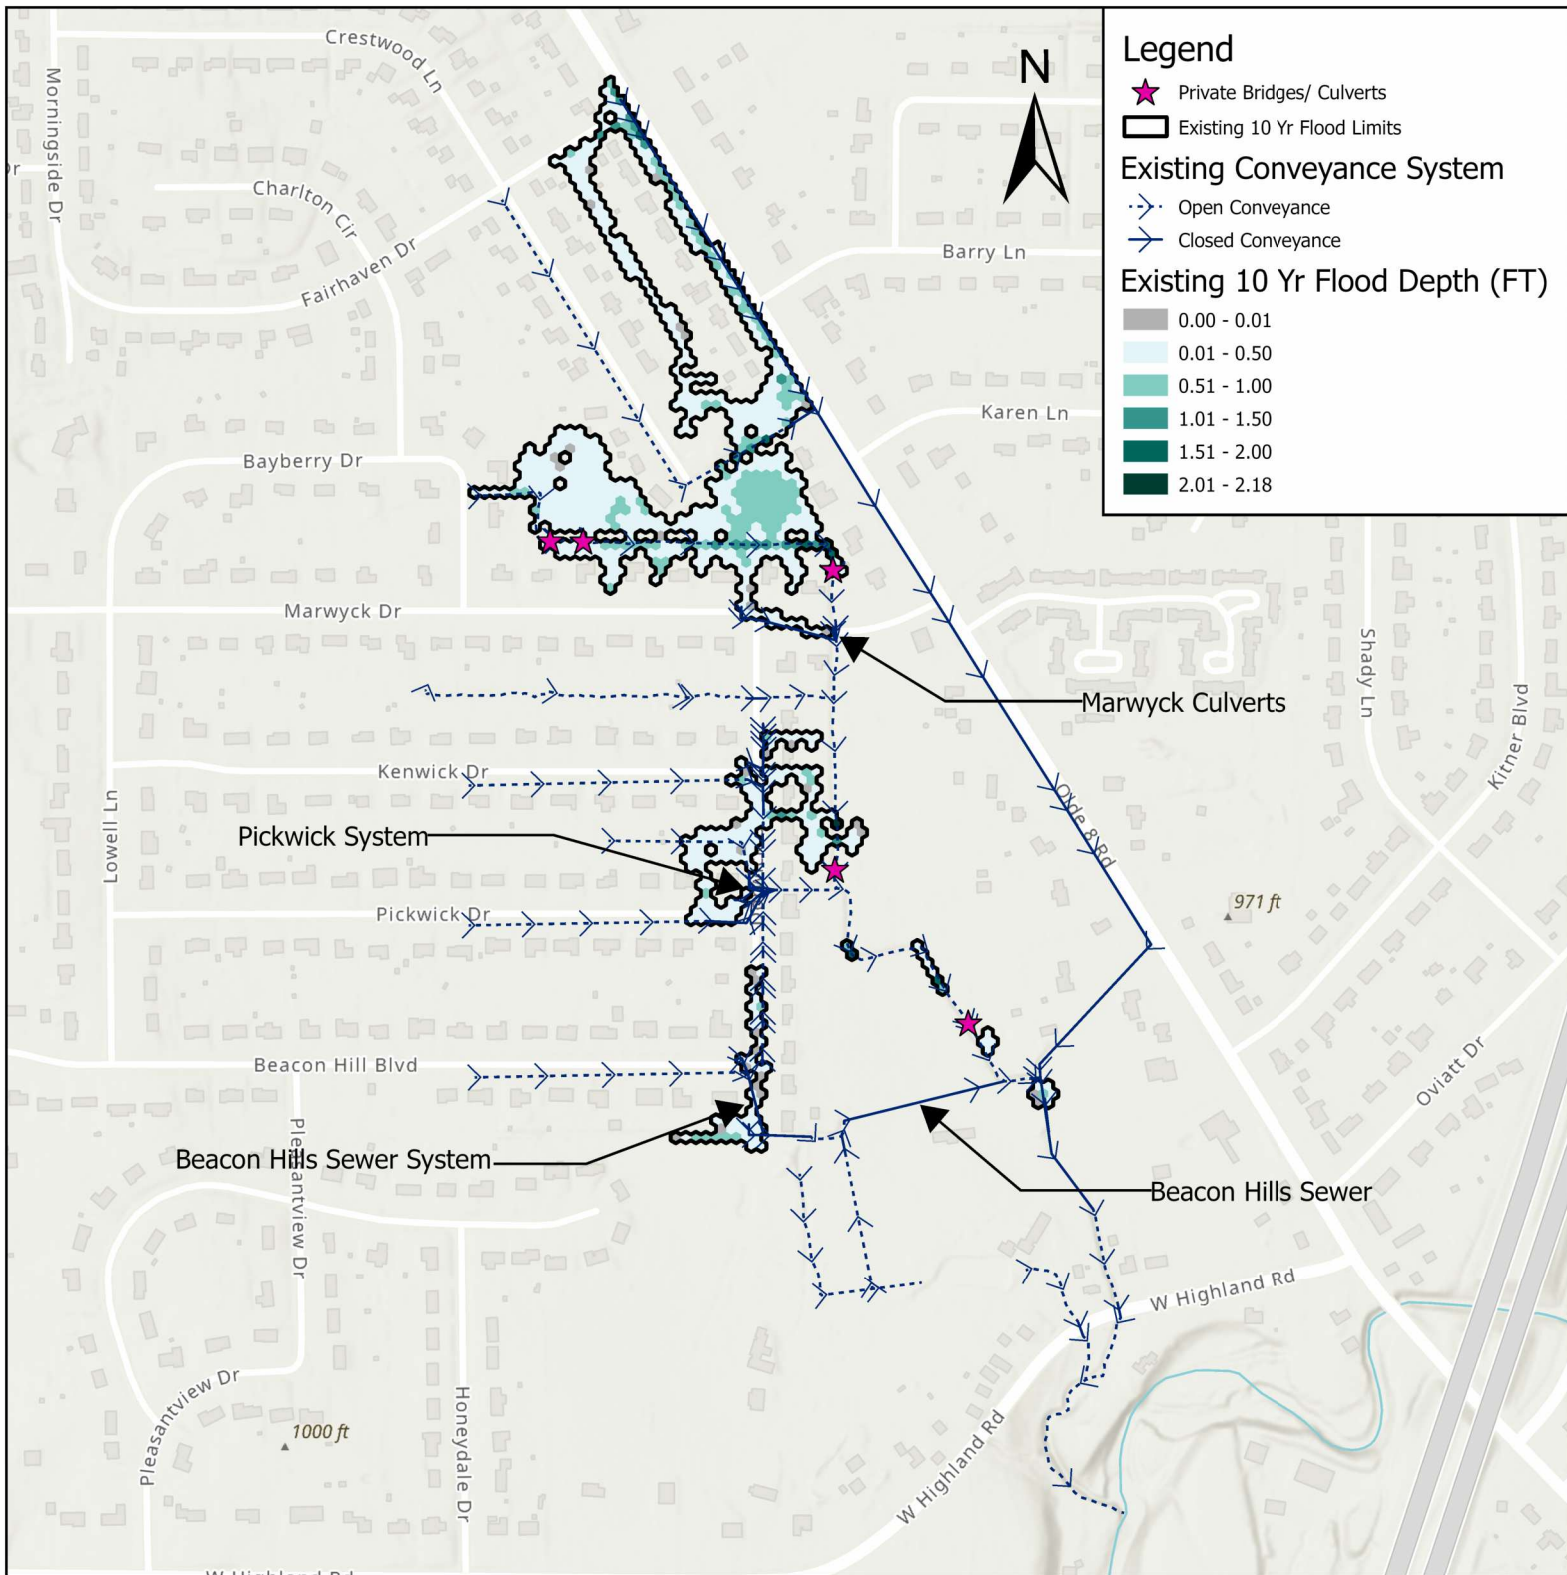 Legend
Private Bridges/ Culverts
Existing 10 Yr Flood Limits
Existing Conveyance System
Open Conveyance
Closed Conveyance
Existing 10 Yr Flood Depth (FT)
0.00 - 0.01
0.01 - 0.50
0.51 - 1.00
1.01 - 1.50
1.51 - 2.00
2.01 - 2.18
N
Crestwood Ln
Morningside Dr
Dr
Charlton Cir
Fairhaven Dr
Barry Ln
Karen Ln
Bayberry Dr
Marwyck Dr
Marwyck Culverts
Shady Ln
Kitner Blvd
Kenwick Dr
Olde 8 Rd
Lowell Ln
Pickwick System
Pickwick Dr
971 ft
Beacon Hill Blvd
Oviatt Dr
Pleasantview Dr
Beacon Hills Sewer System
Beacon Hills Sewer
W Highland Rd
Pleasantview Dr
1000 ft
Honeydale Dr
W Highland Rd
W Highland Rd